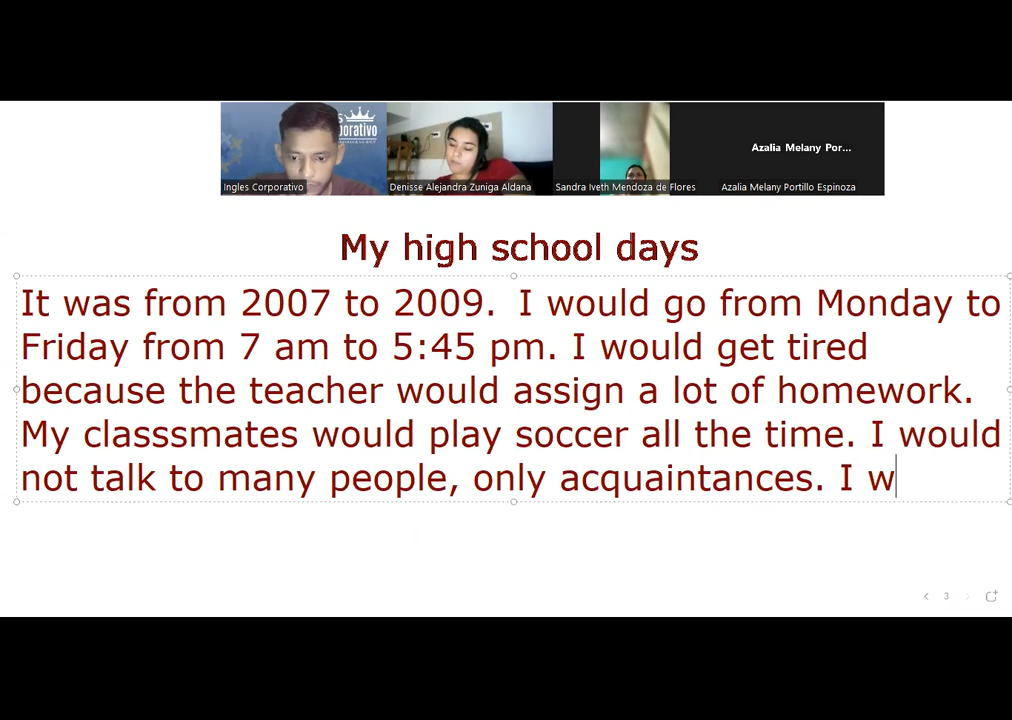 orativo
Ingles Corporativo
Denisse Alejandra Zuniga Aldana
Sandra Iveth Mendoza de Flores
Azalia Melany Por...
Azalia Melany Portillo Espinoza
My high school days
It was from 2007 to 2009. I would go from Monday to
Friday from 7 am to 5:45 pm. I would get tired
because the teacher would assign a lot of homework.
My classsmates would play soccer all the time. I would
not talk to many people, only acquaintances. I w
3